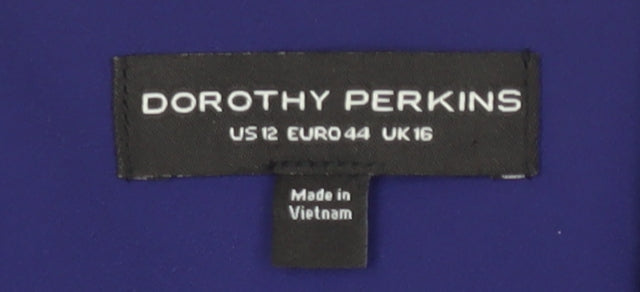 DOROTHY PERKINS
US 12 EURO 44 UK 16
Made in
Vietnam